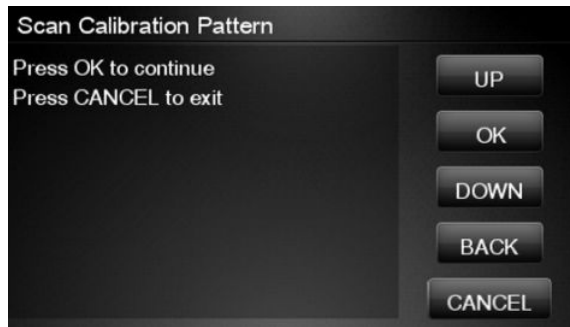 Scan Calibration Pattern
Press OK to continue
Press CANCEL to exit
UP
OK
DOWN
BACK
CANCEL